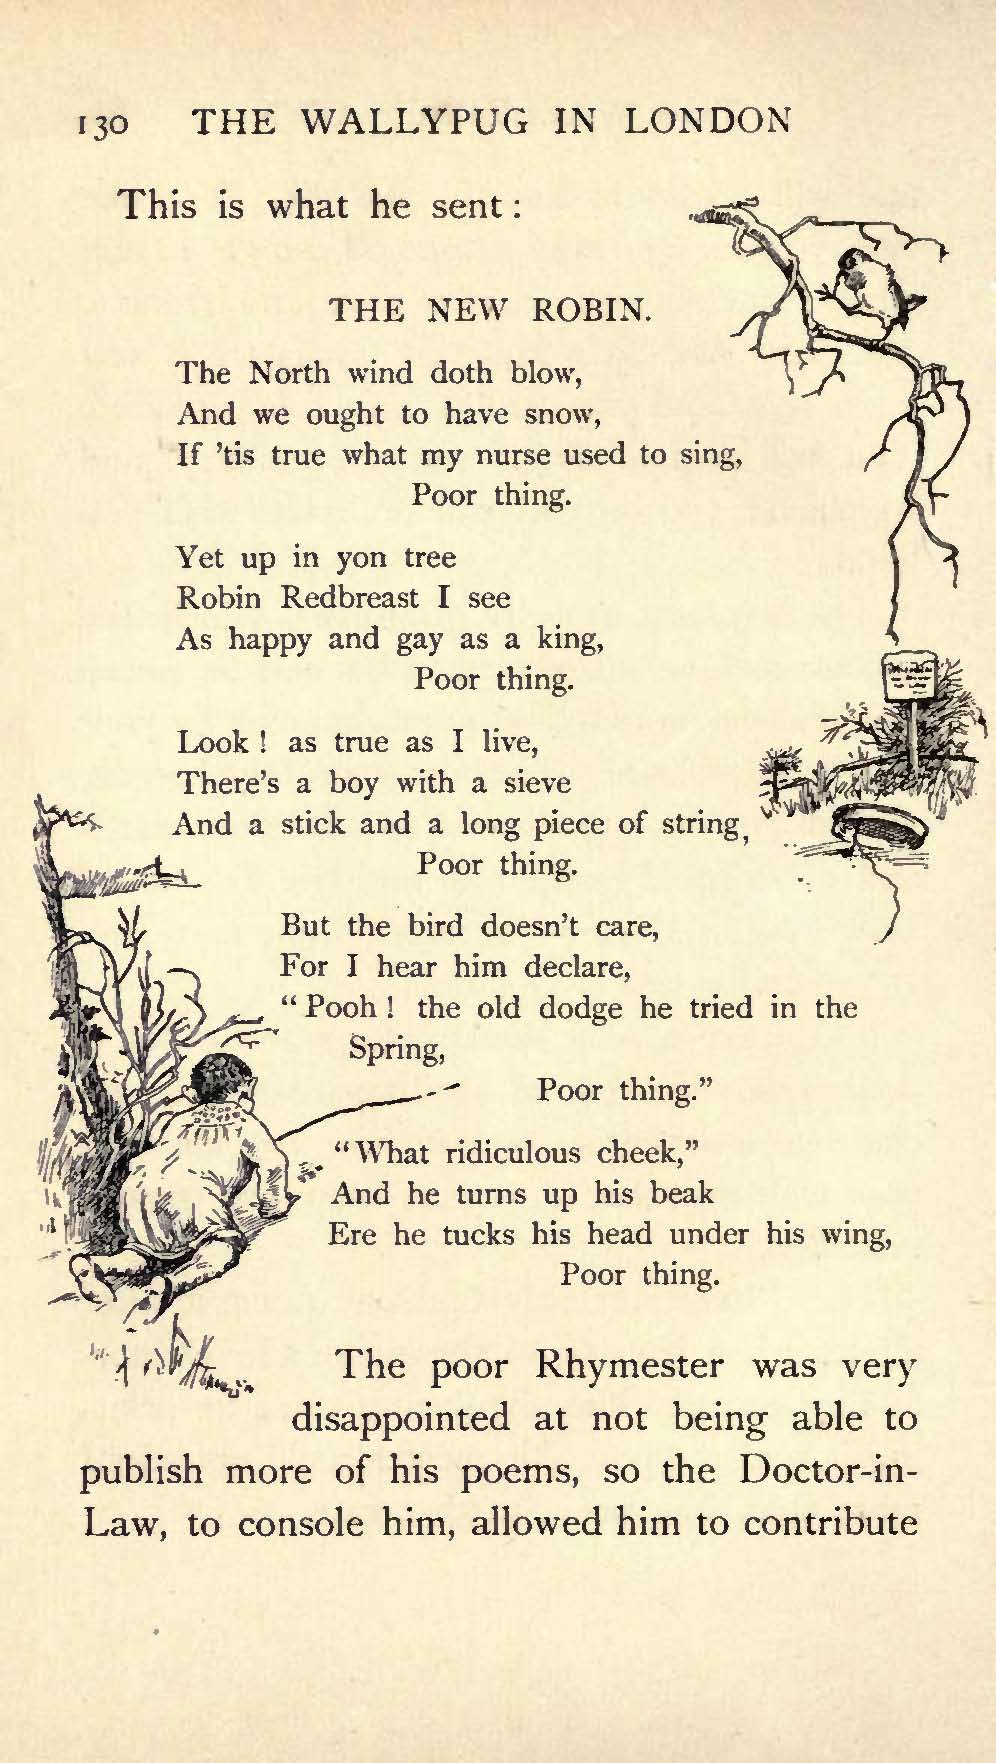 130 THE WALLYPUG IN LONDON
This is what he sent :
THE NEW ROBIN.
The North wind doth blow,
And we ought to have snow,
If 'tis true what my nurse used to sing,
Poor thing.
Yet up in yon tree
Robin Redbreast I see
As happy and gay as a king,
Poor thing.
Look ! as true as I live,
There's a boy with a sieve
And a stick and a long piece of string,
Poor thing.
But the bird doesn't care,
For I hear him declare,
“ Pooh ! the old dodge he tried in the
Spring,
Poor thing.”
“What ridiculous cheek,”
And he turns up his beak
Ere he tucks his head under his wing,
Poor thing.
The poor Rhymester was very
disappointed at not being able to
publish more of his poems, so the Doctor-in-
Law, to console him, allowed him to contribute